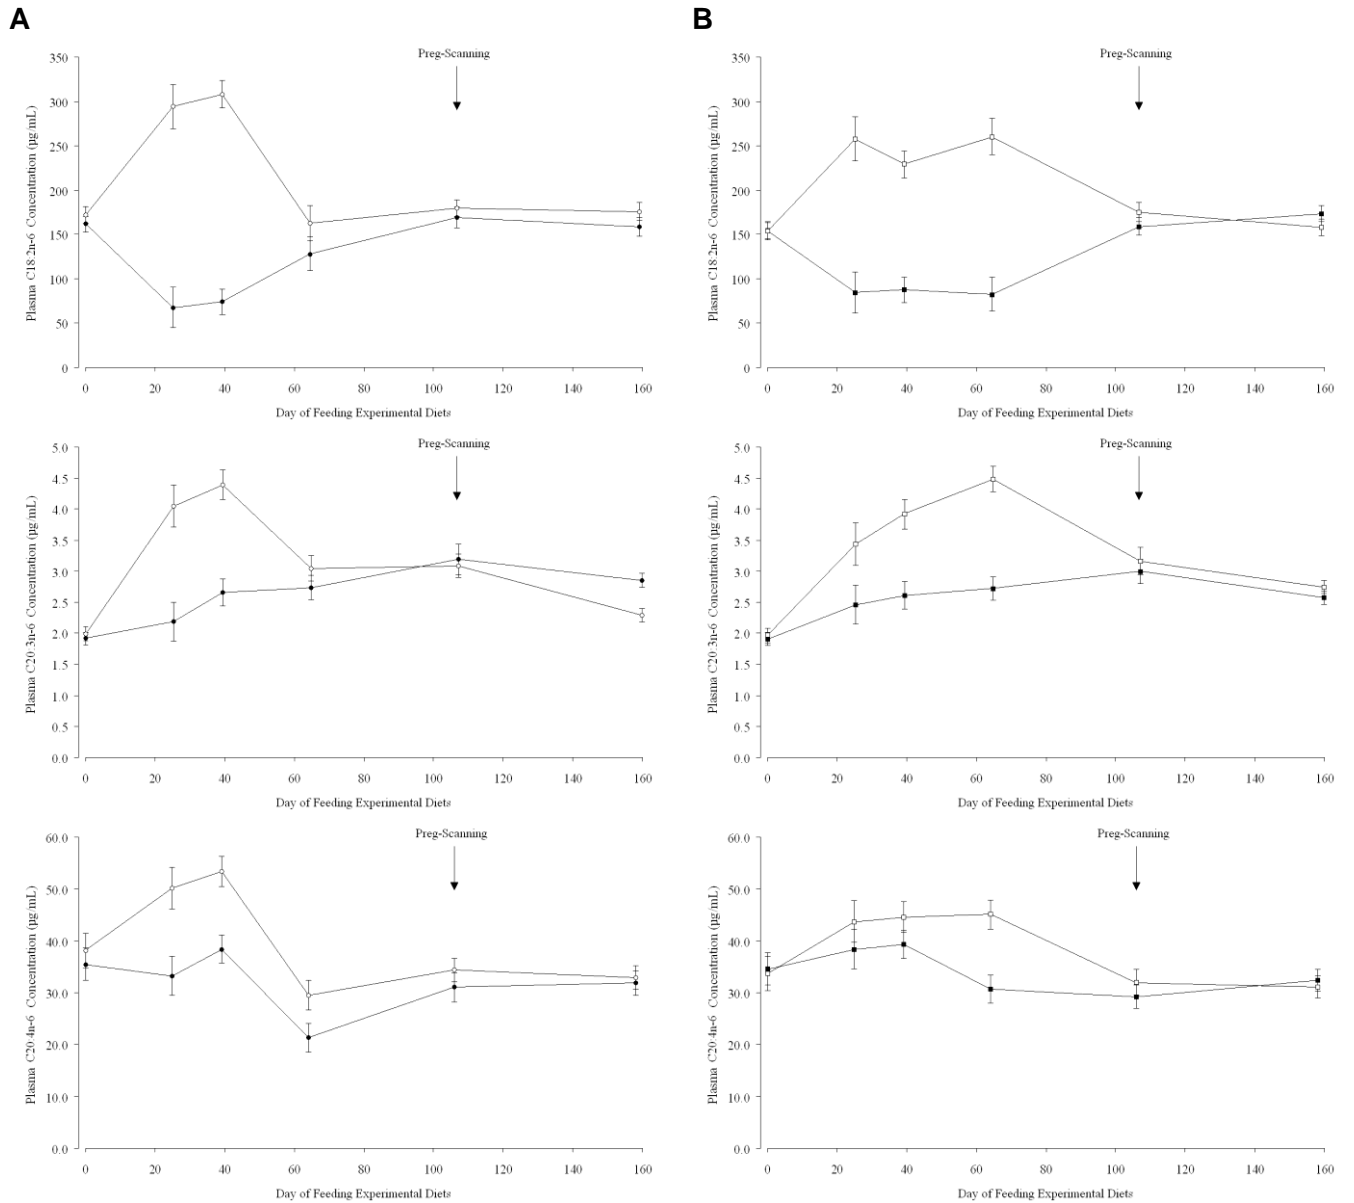 A
B
Preg-Scanning
Plasma C18:2n-6 Concentration (µg/mL)
350
300
250
200
150
100
50
0
0 20 40 60 80 100 120 140 160
Day of Feeding Experimental Diets
Preg-Scanning
Plasma C18:2n-6 Concentration (µg/mL)
350
300
250
200
150
100
50
0
0 20 40 60 80 100 120 140 160
Day of Feeding Experimental Diets
Preg-Scanning
Plasma C20:3n-6 Concentration (µg/mL)
5.0
4.5
4.0
3.5
3.0
2.5
2.0
1.5
1.0
0.5
0.0
0 20 40 60 80 100 120 140 160
Day of Feeding Experimental Diets
Preg-Scanning
Plasma C20:3n-6 Concentration (µg/mL)
5.0
4.5
4.0
3.5
3.0
2.5
2.0
1.5
1.0
0.5
0.0
0 20 40 60 80 100 120 140 160
Day of Feeding Experimental Diets
Preg-Scanning
Plasma C20:4n-6 Concentration (µg/mL)
60.0
50.0
40.0
30.0
20.0
10.0
0.0
0 20 40 60 80 100 120 140 160
Day of Feeding Experimental Diets
Preg-Scanning
Plasma C20:4n-6 Concentration (µg/mL)
60.0
50.0
40.0
30.0
20.0
10.0
0.0
0 20 40 60 80 100 120 140 160
Day of Feeding Experimental Diets